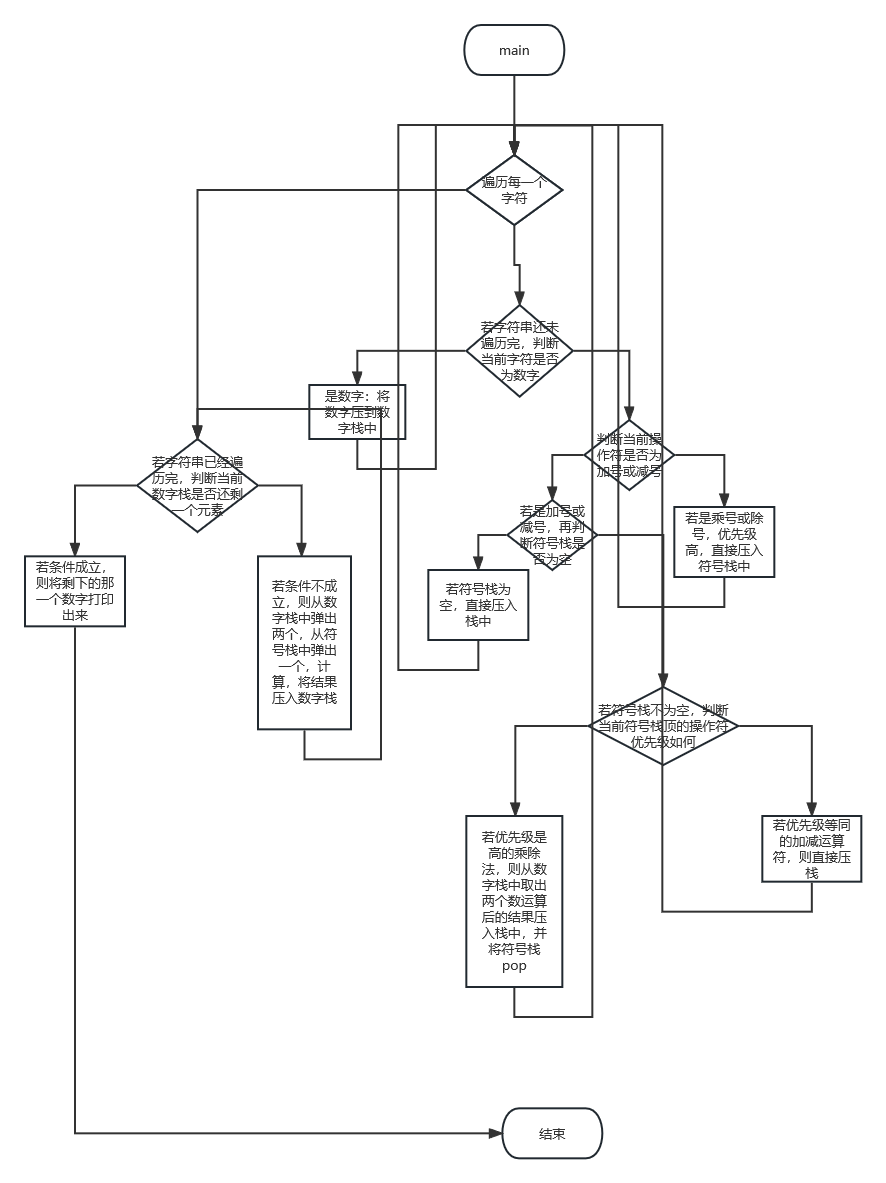 main
遍历每一个
字符
若字符串还未
遍历完，判断
当前字符是否
为数字
是数字：将
数字压到数
字栈中
判断当前操
作符是否为
加号或减号
若字符串已经遍
历完，判断当前
数字栈是否还剩
一个元素
若是加号或
减号，再判
断符号栈是
否为空
若是乘号或除
号，优先级
高，直接压入
符号栈中
若条件成立，
则将剩下的那
一个数字打印
出来
若条件不成
立，则从数
字栈中弹出
两个，从符
号栈中弹出
一个，计
算，将结果
压入数字栈
若符号栈为
空，直接压入
栈中
若符号栈不为空，判断
当前符号栈顶的操作符
优先级如何
若优先级是
高的乘除
法，则从数
字栈中取出
两个数运算
后的结果压
入栈中，并
将符号栈
pop
若优先级等同
的加减运算
符，则直接压
栈
结束